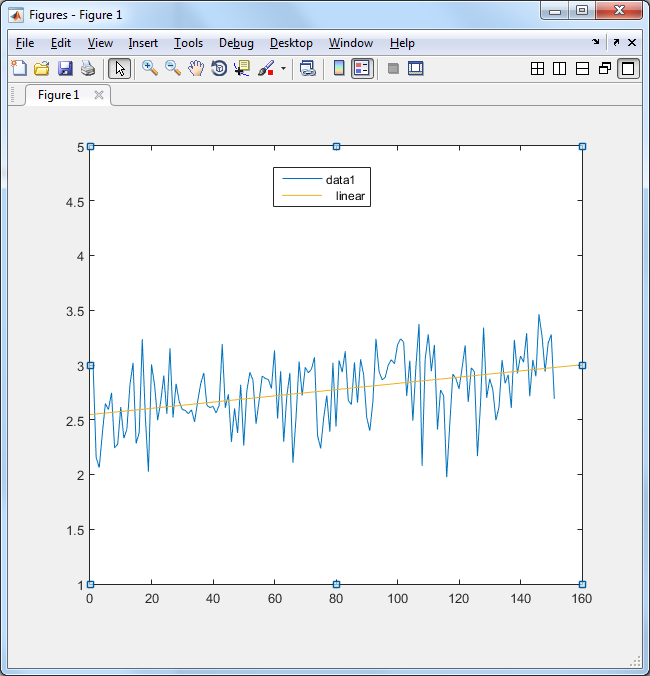 Figures - Figure 1
File Edit View Insert Tools Debug Desktop Window Help
Figure 1
5
4.5
4
3.5
3
2.5
2
1.5
1
0 20 40 60 80 100 120 140 160
data1
linear